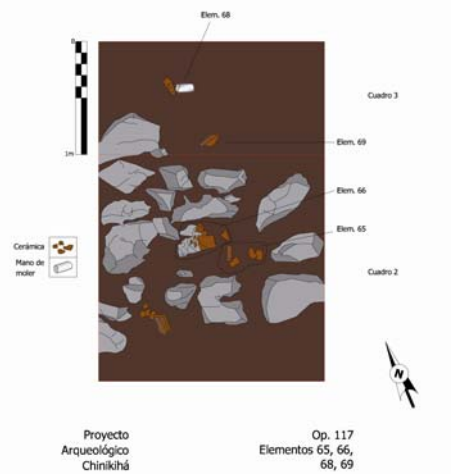 Elem. 68
0
Cuadro 3
Elem. 69
1m
Elem. 66
Elem. 65
Cerámica
Mano de
moler
Cuadro 2
N
Proyecto
Arqueológico
Chinikihá
Op. 117
Elementos 65, 66,
68, 69